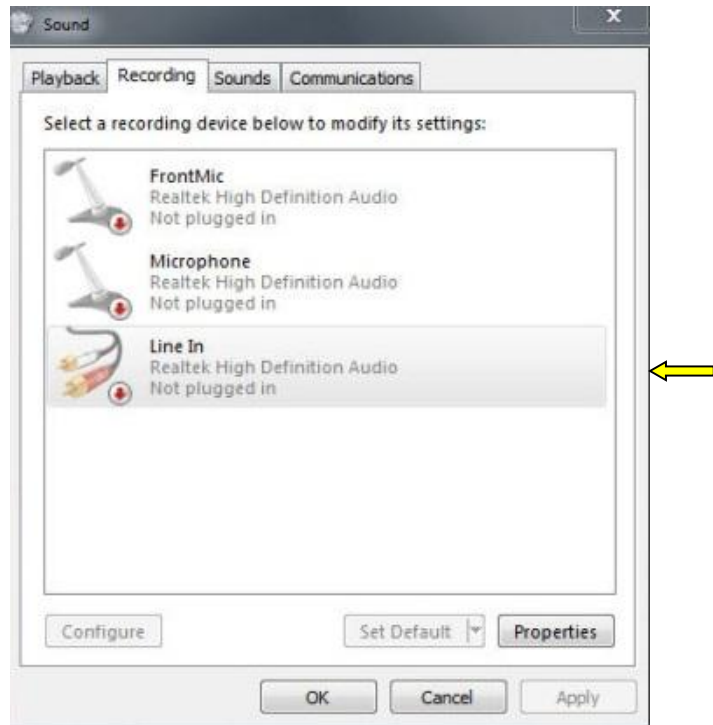 Sound
x
Playback Recording Sounds Communications
Select a recording device below to modify its settings:
FrontMic
Realtek High Definition Audio
Not plugged in
Microphone
Realtek High Definition Audio
Not plugged in
Line In
Realtek High Definition Audio
Not plugged in
Configure Set Default Properties
OK Cancel Apply